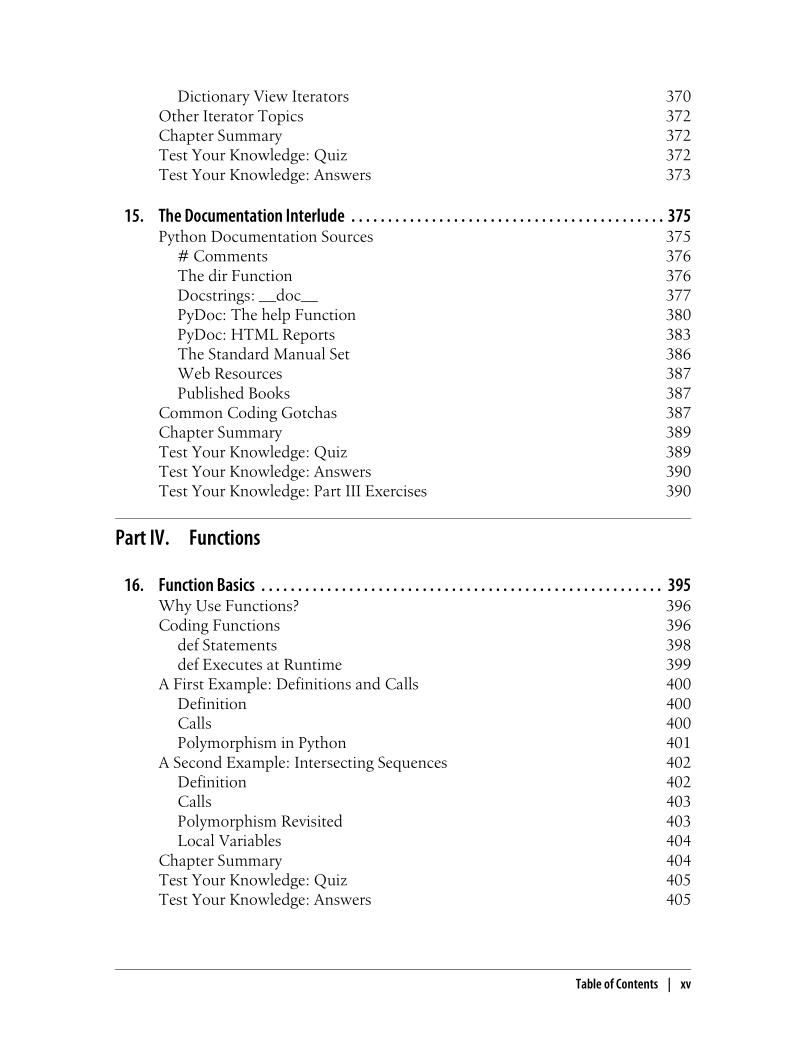 Dictionary View Iterators 370
Other Iterator Topics 372
Chapter Summary 372
Test Your Knowledge: Quiz 372
Test Your Knowledge: Answers 373
15. The Documentation Interlude . . . . . . . . . . . . . . . . . . . . . . . . . . . . . . . . . . . . . . . . . . . 375
Python Documentation Sources 375
# Comments 376
The dir Function 376
Docstrings: __doc__ 377
PyDoc: The help Function 380
PyDoc: HTML Reports 383
The Standard Manual Set 386
Web Resources 387
Published Books 387
Common Coding Gotchas 387
Chapter Summary 389
Test Your Knowledge: Quiz 389
Test Your Knowledge: Answers 390
Test Your Knowledge: Part III Exercises 390
Part IV. Functions
16. Function Basics . . . . . . . . . . . . . . . . . . . . . . . . . . . . . . . . . . . . . . . . . . . . . . . . . . . . . . . 395
Why Use Functions? 396
Coding Functions 396
def Statements 398
def Executes at Runtime 399
A First Example: Definitions and Calls 400
Definition 400
Calls 400
Polymorphism in Python 401
A Second Example: Intersecting Sequences 402
Definition 402
Calls 403
Polymorphism Revisited 403
Local Variables 404
Chapter Summary 404
Test Your Knowledge: Quiz 405
Test Your Knowledge: Answers 405
Table of Contents | xv